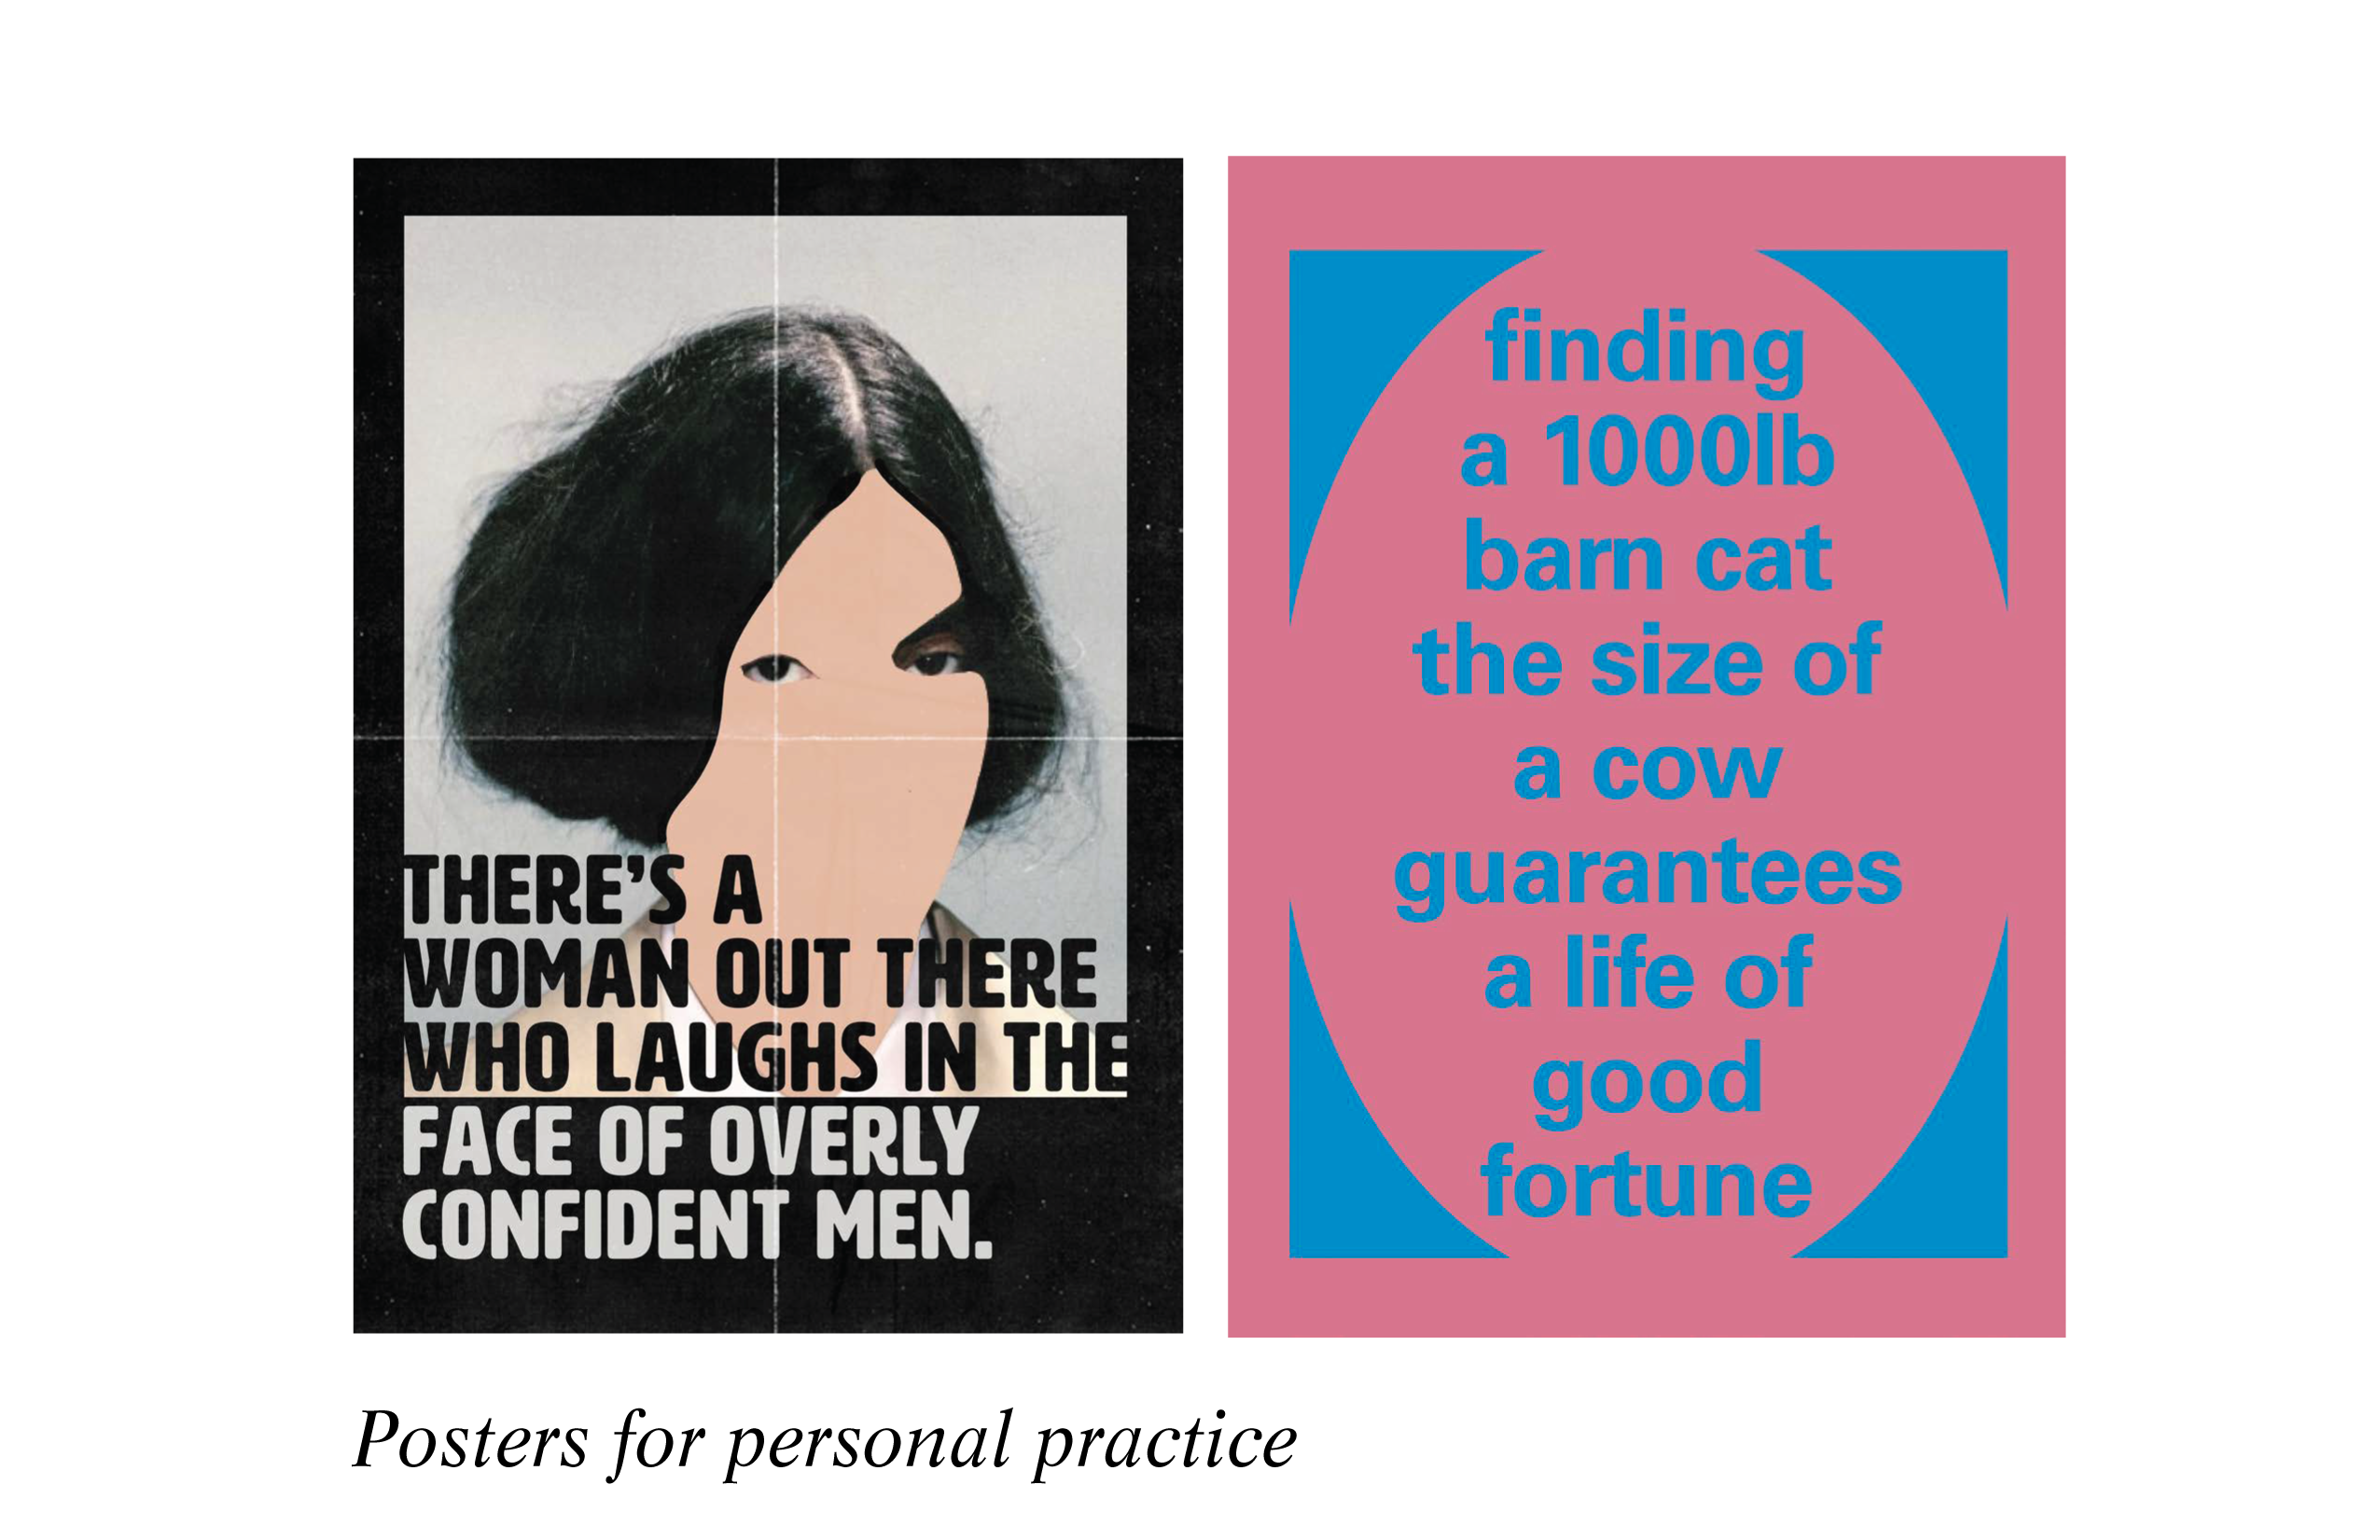 THERE’S A
WOMAN OUT THERE
WHO LAUGHS IN THE
FACE OF OVERLY
CONFIDENT MEN.
finding
a 1000lb
barn cat
the size of
a cow
guarantees
a life of
good
fortune
Posters for personal practice